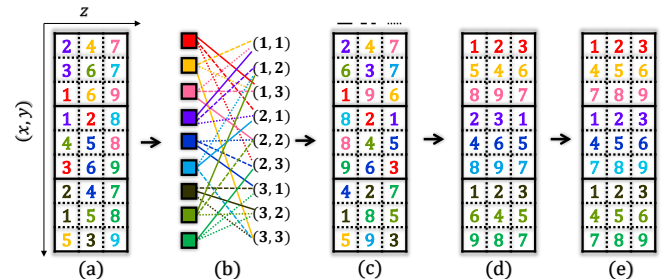 z
(x, y)
2 4 7
3 6 7
1 6 9
1 2 8
4 5 8
3 6 9
2 4 7
1 5 8
5 3 9
(a)
(1, 1)
(1, 2)
(1, 3)
(2, 1)
(2, 2)
(2, 3)
(3, 1)
(3, 2)
(3, 3)
(b)
2 4 7
6 3 7
1 9 6
8 2 1
8 4 5
9 6 3
4 2 7
1 8 5
5 9 3
(c)
1 2 3
5 4 6
8 9 7
2 3 1
4 6 5
8 9 7
1 2 3
6 4 5
9 8 7
(d)
1 2 3
4 5 6
7 8 9
1 2 3
4 5 6
7 8 9
1 2 3
4 5 6
7 8 9
(e)